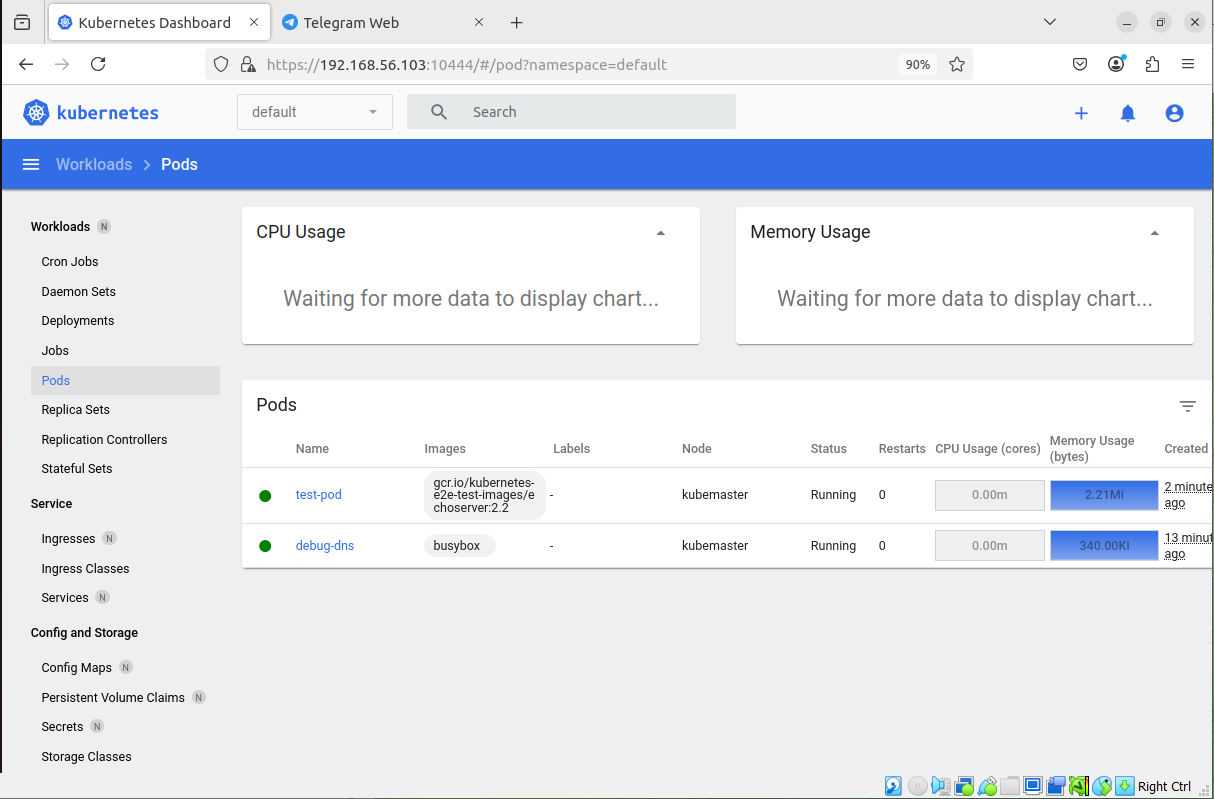 Kubernetes Dashboard
Telegram Web
https://192.168.56.103:10444/#/pod?namespace=default
90%
kubernetes
default
Search
Workloads
Pods
Workloads N
Cron Jobs
Daemon Sets
Deployments
Jobs
Pods
Replica Sets
Replication Controllers
Stateful Sets
Service
Ingresses N
Ingress Classes
Services N
Config and Storage
Config Maps N
Persistent Volume Claims N
Secrets N
Storage Classes
CPU Usage
Waiting for more data to display chart...
Memory Usage
Waiting for more data to display chart...
Pods
Name Images Labels Node Status Restarts CPU Usage (cores) Memory Usage (bytes) Created
test-pod
gcr.io/kubernetes-
e2e-test-images/e
choserver:2.2
-
kubemaster
Running
0
0.00m
2.21Mi
2 minute
ago
debug-dns
busybox
-
kubemaster
Running
0
0.00m
340.00Ki
13 minut
ago
Right Ctrl